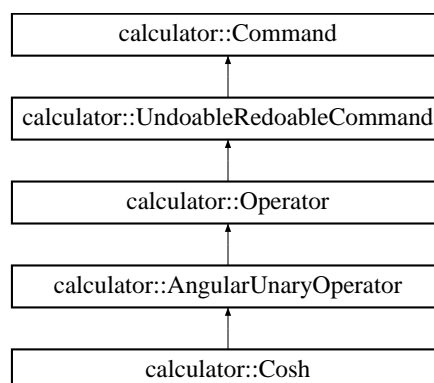 calculator::Command
calculator::UndoableRedoableCommand
calculator::Operator
calculator::AngularUnaryOperator
calculator::Cosh